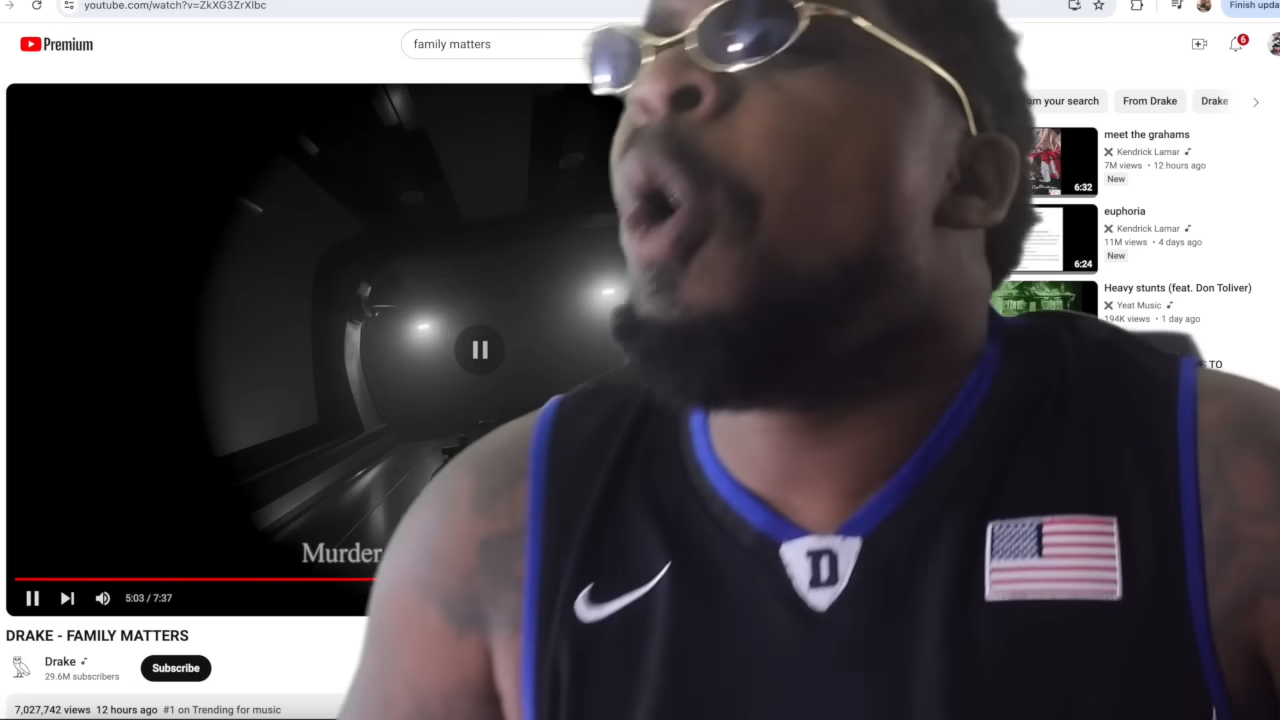 youtube.com/watch?v=ZkXG3ZrXlbc
Finish upda
Premium
family matters
6
m your search
From Drake
Drake
meet the grahams
Kendrick Lamar
7M views • 12 hours ago
New
6:32
euphoria
Kendrick Lamar
11M views • 4 days ago
New
6:24
Heavy stunts (feat. Don Toliver)
Yeat Music
194K views • 1 day ago
TO
Murder
5:03 / 7:37
D
DRAKE - FAMILY MATTERS
Drake
29.6M subscribers
Subscribe
7,027,742 views 12 hours ago #1 on Trending for music